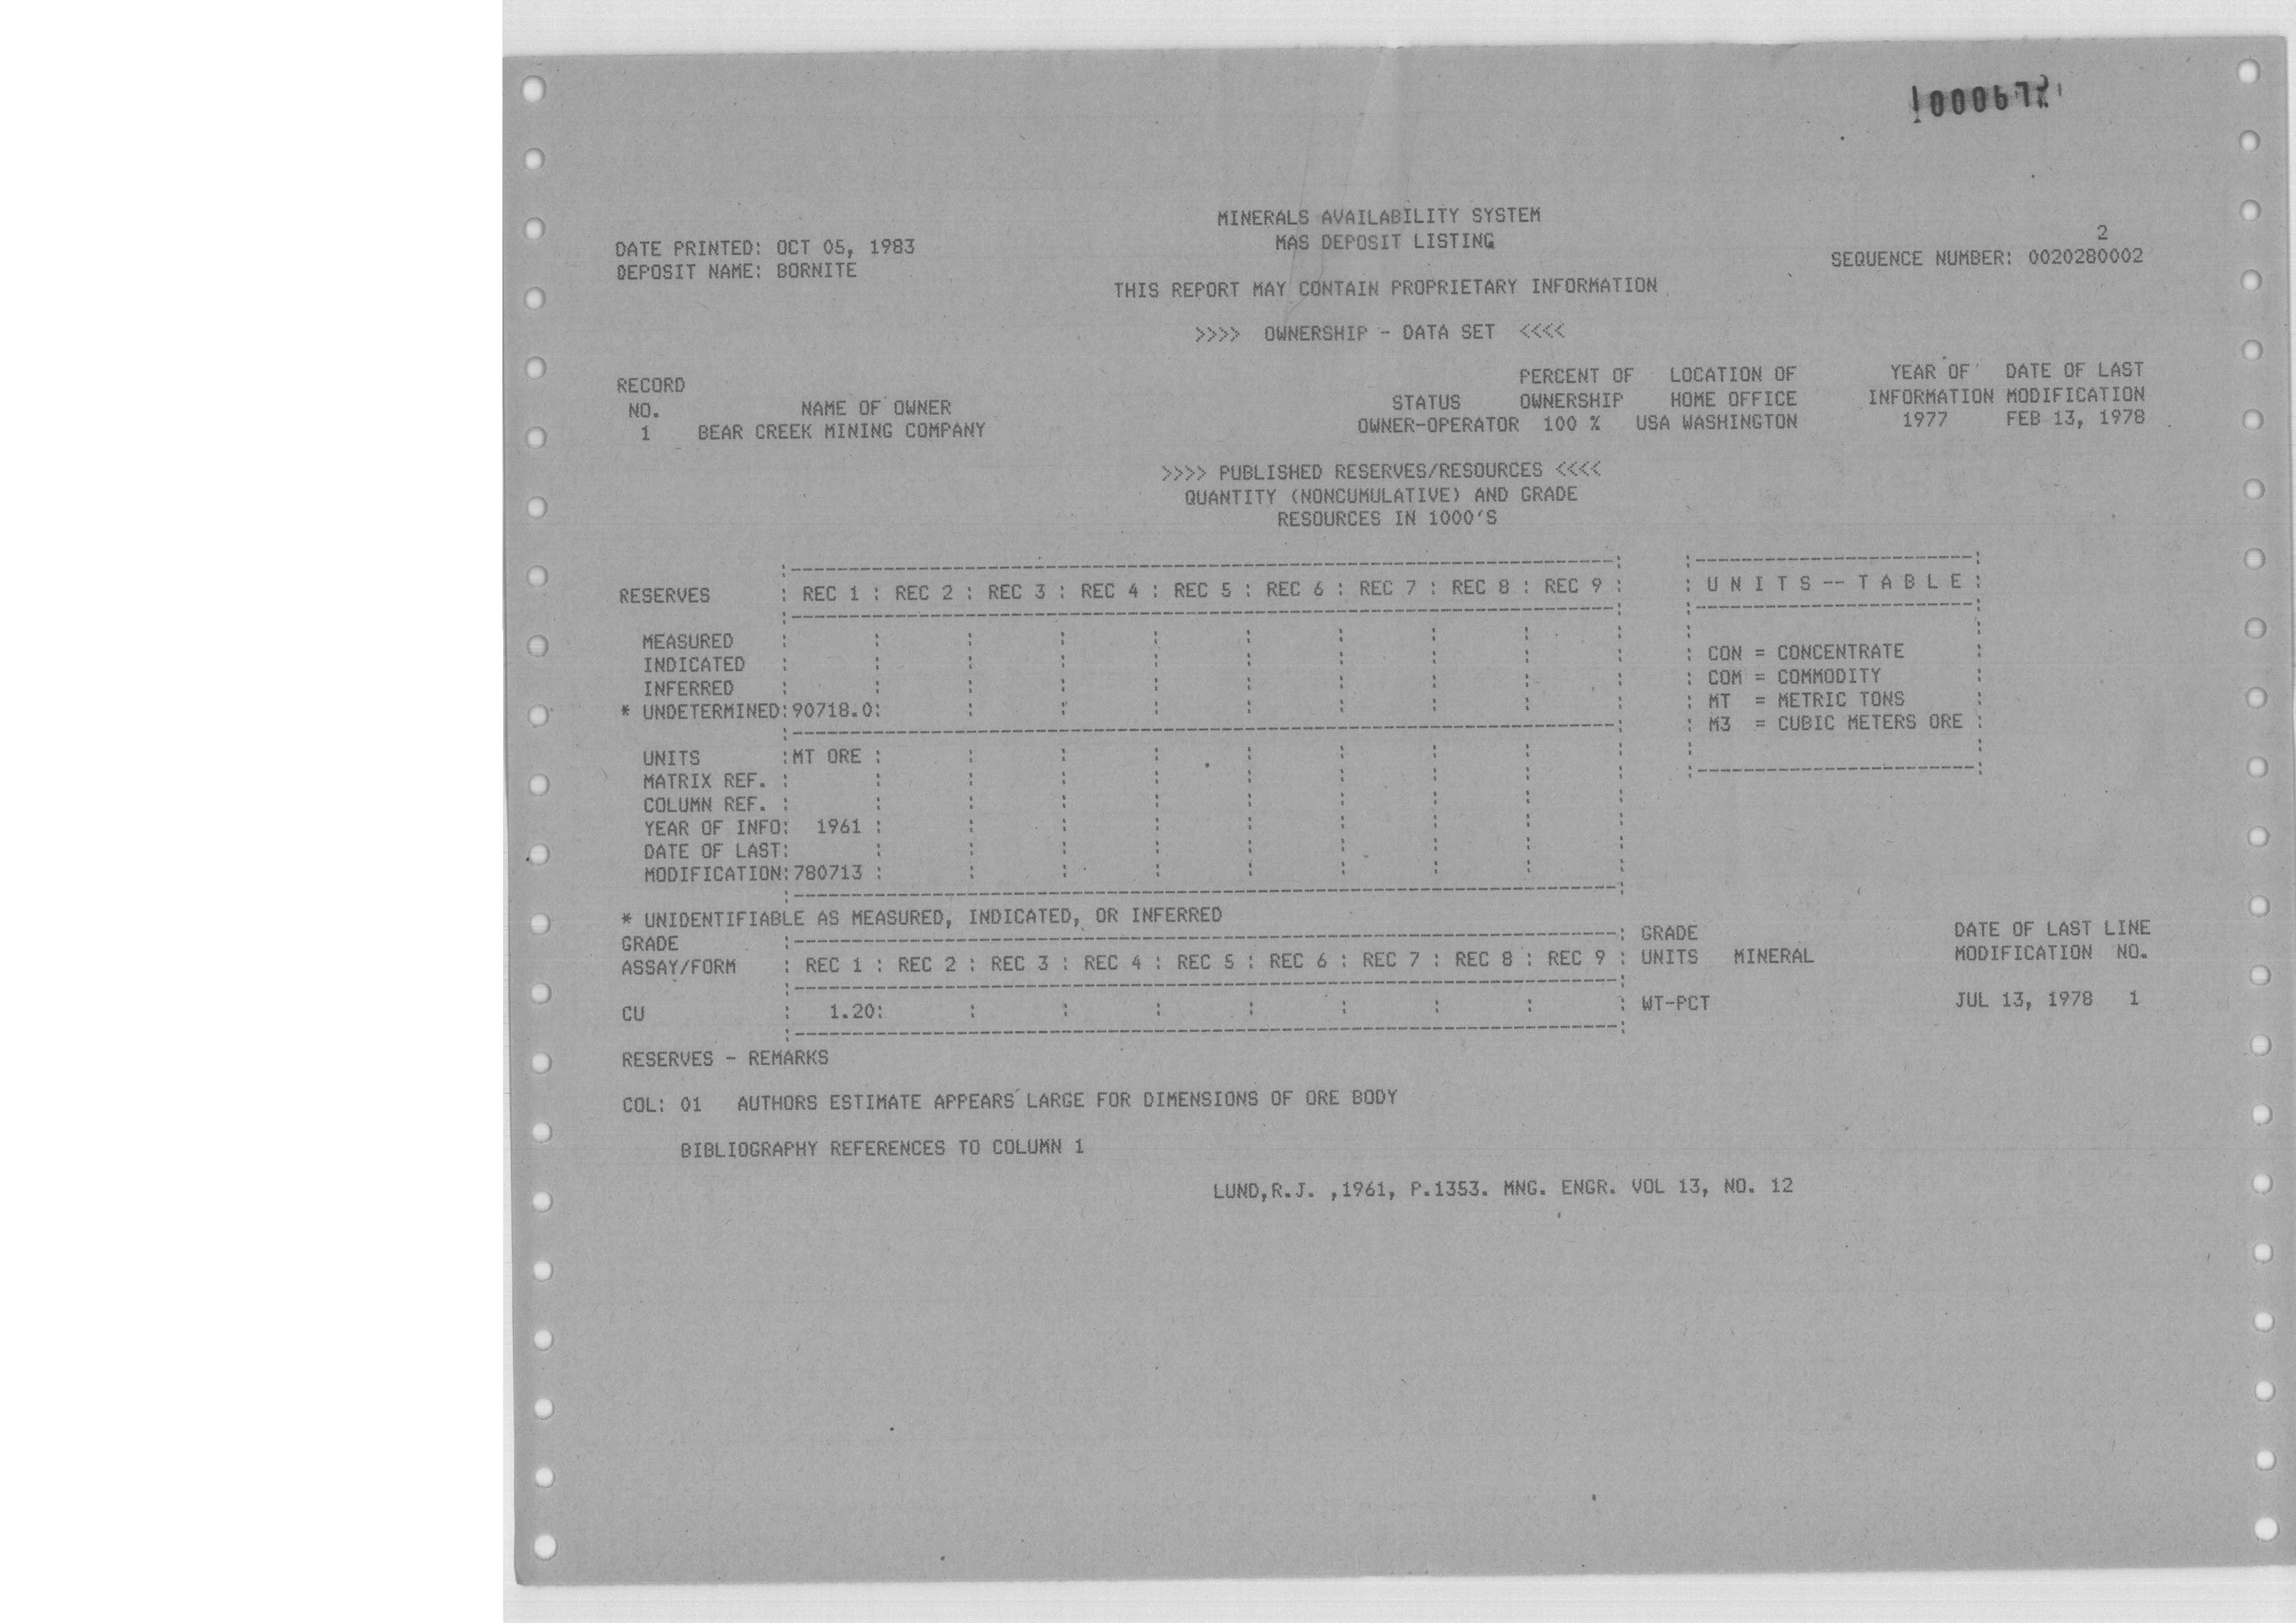 MINERALS AVAILABILITY SYSTEM
DATE PRINTED: OCT 05, 1983 MAS DEPOSIT LISTING 2
DEPOSIT NAME: BORNITE SEQUENCE NUMBER: 0020280002
THIS REPORT MAY CONTAIN PROPRIETARY INFORMATION
>>>> OWNERSHIP - DATA SET <<<<
RECORD PERCENT OF LOCATION OF YEAR OF DATE OF LAST
NO. NAME OF OWNER STATUS OWNERSHIP HOME OFFICE INFORMATION MODIFICATION
1 BEAR CREEK MINING COMPANY OWNER-OPERATOR 100 % USA WASHINGTON 1977 FEB 13, 1978
>>>> PUBLISHED RESERVES/RESOURCES <<<<
QUANTITY (NONCUMULATIVE) AND GRADE
RESOURCES IN 1000'S
RESERVES : REC 1 : REC 2 : REC 3 : REC 4 : REC 5 : REC 6 : REC 7 : REC 8 : REC 9 : : U N I T S -- T A B L E :
MEASURED
INDICATED : CON = CONCENTRATE :
INFERRED : COM = COMMODITY :
* UNDETERMINED:90718.0: : MT = METRIC TONS :
: M3 = CUBIC METERS ORE :
UNITS :MT ORE :
MATRIX REF. :
COLUMN REF. :
YEAR OF INFO: 1961 :
DATE OF LAST:
MODIFICATION:780713 :
* UNIDENTIFIABLE AS MEASURED, INDICATED, OR INFERRED
GRADE GRADE DATE OF LAST LINE
ASSAY/FORM : REC 1 : REC 2 : REC 3 : REC 4 : REC 5 : REC 6 : REC 7 : REC 8 : REC 9 : UNITS MINERAL MODIFICATION NO.
CU : 1.20: : : : : : : : : WT-PCT JUL 13, 1978 1
RESERVES - REMARKS
COL: 01 AUTHORS ESTIMATE APPEARS LARGE FOR DIMENSIONS OF ORE BODY
BIBLIOGRAPHY REFERENCES TO COLUMN 1
LUND,R.J. ,1961, P.1353. MNG. ENGR. VOL 13, NO. 12